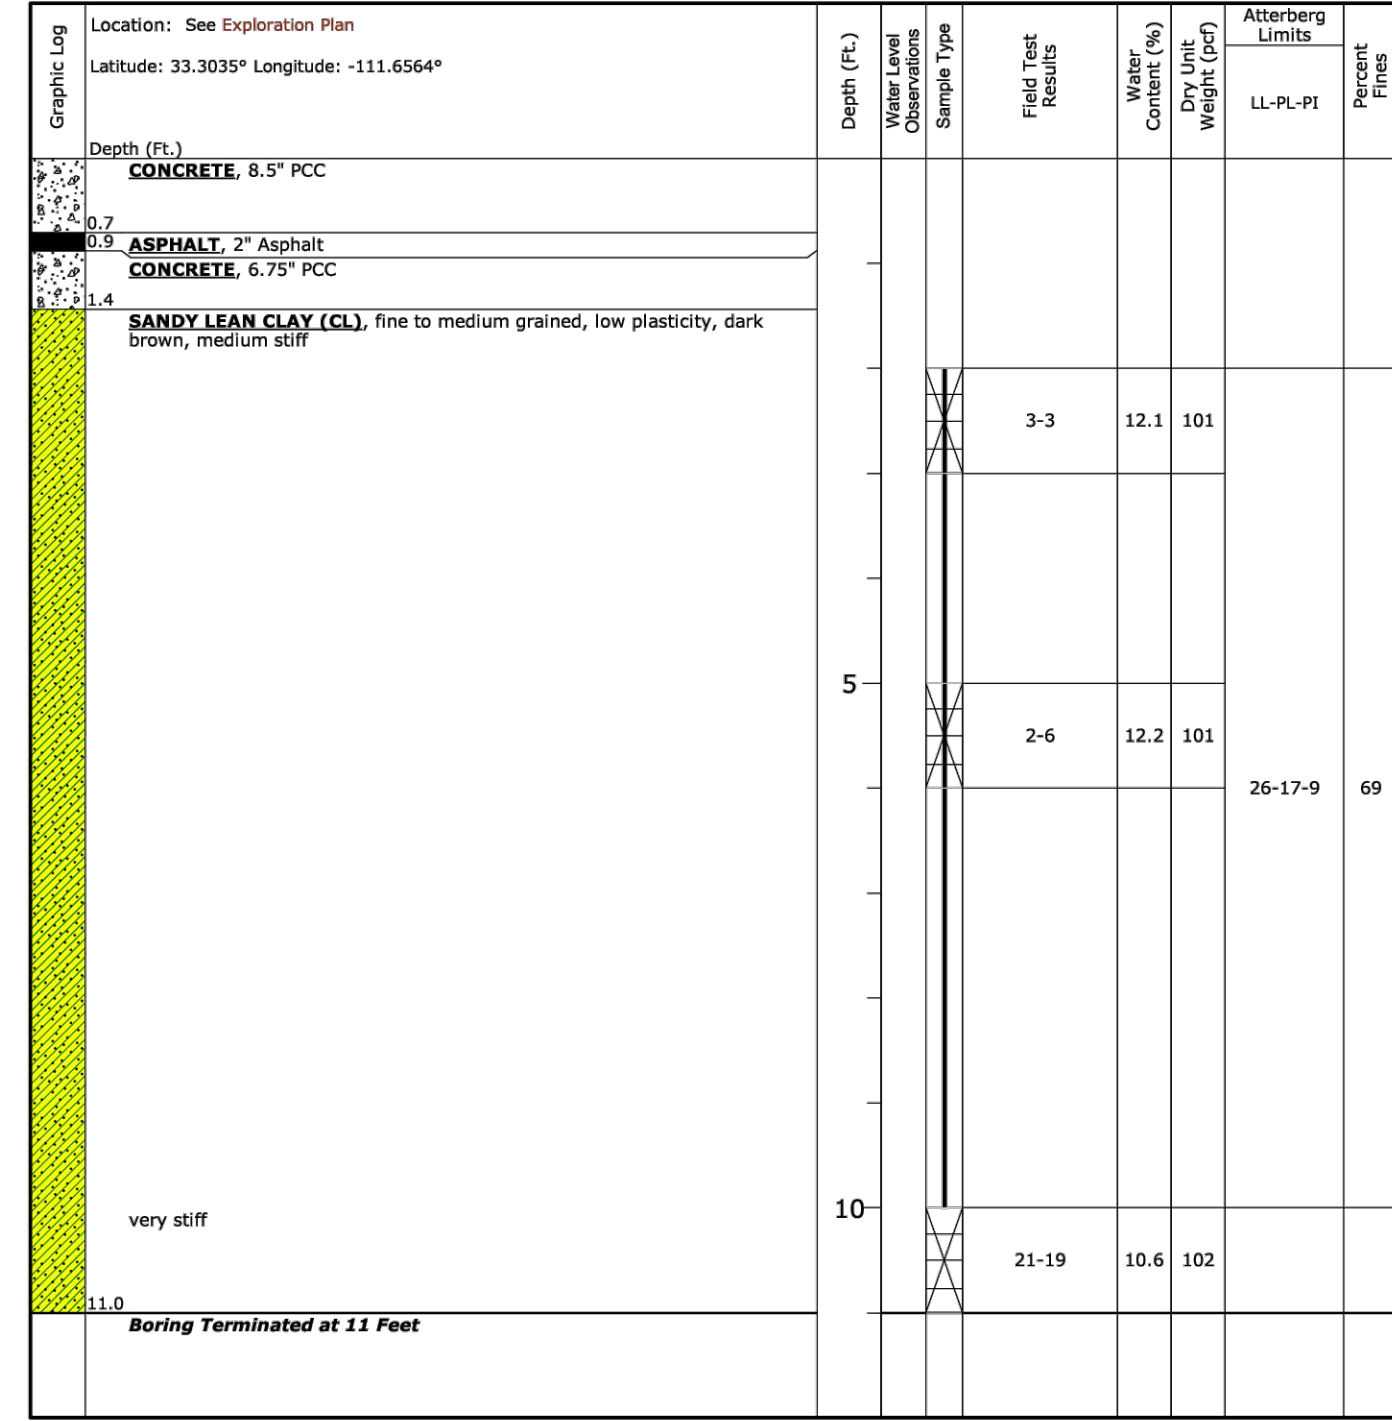 Graphic Log
Location: See Exploration Plan
Latitude: 33.3035° Longitude: -111.6564°
Depth (Ft.)
Depth (Ft.)
Water Level
Observations
Sample Type
Field Test
Results
Water
Content (%)
Dry Unit
Weight (pcf)
Atterberg
Limits
LL-PL-PI
Percent
Fines
CONCRETE, 8.5" PCC
0.7
0.9 ASPHALT, 2" Asphalt
CONCRETE, 6.75" PCC
1.4
SANDY LEAN CLAY (CL), fine to medium grained, low plasticity, dark
brown, medium stiff
3-3 12.1 101
5
2-6 12.2 101
26-17-9 69
10
very stiff
21-19 10.6 102
11.0
Boring Terminated at 11 Feet